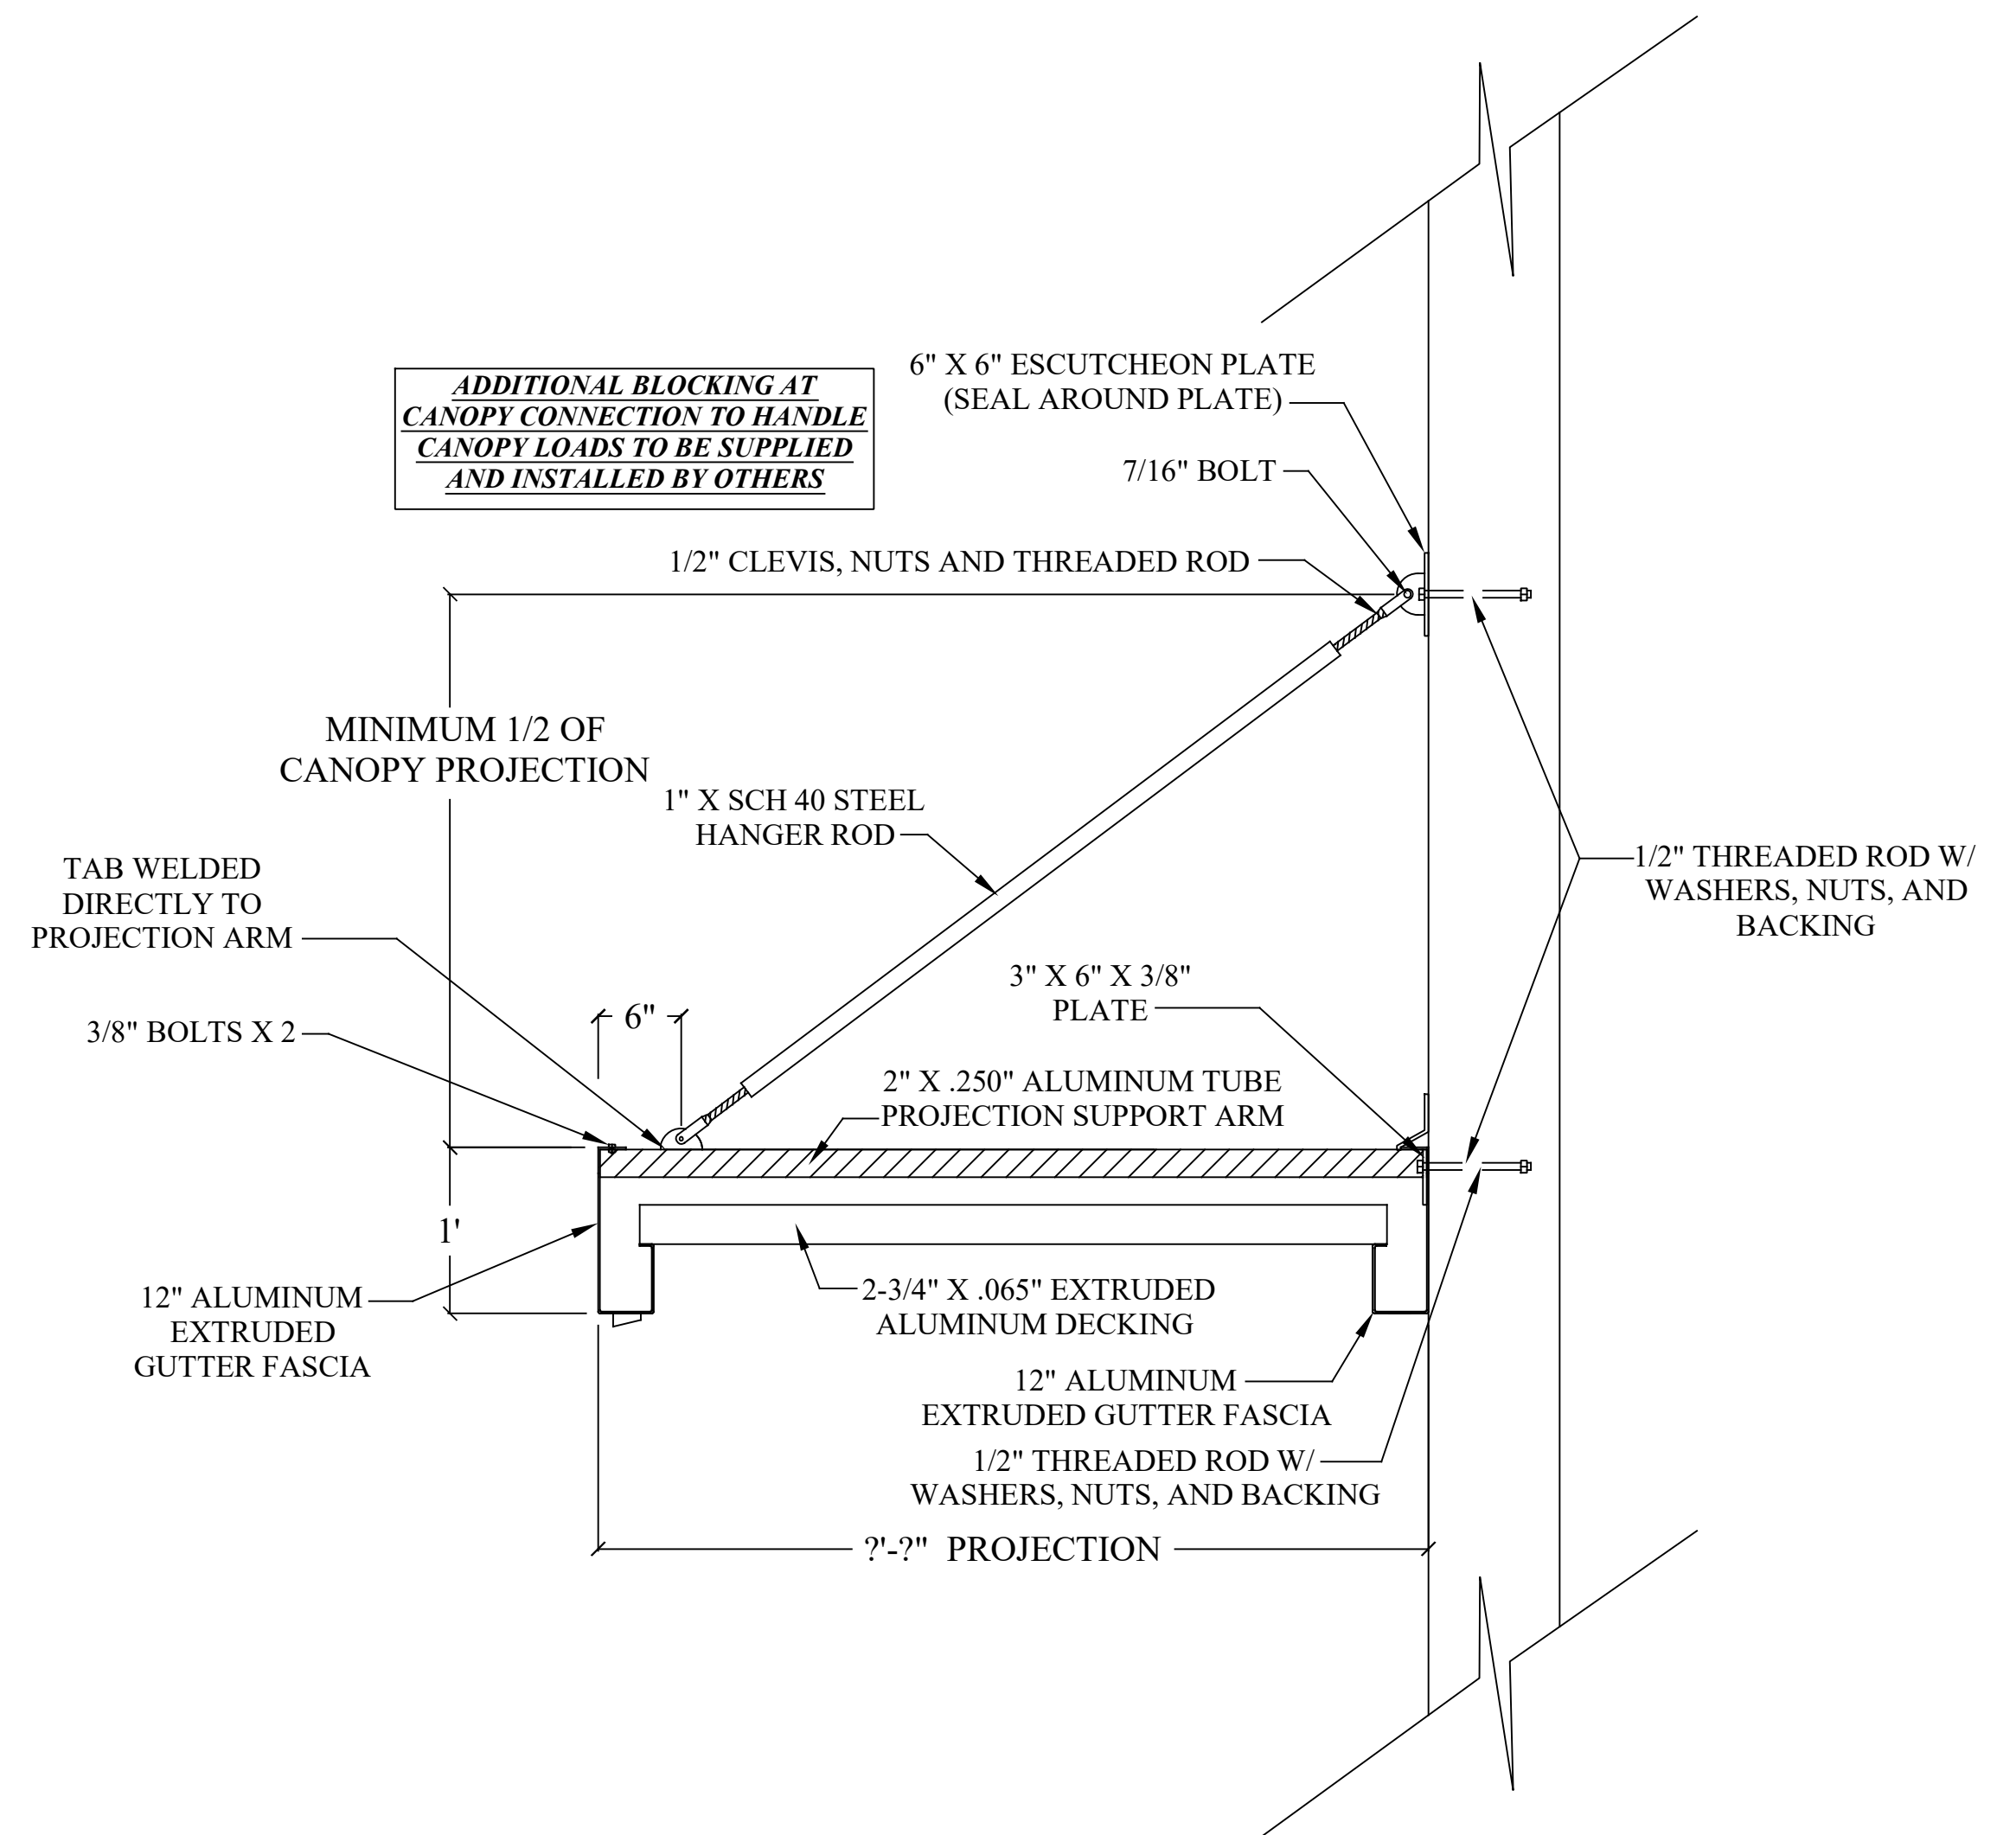 6" X 6" ESCUTCHEON PLATE
(SEAL AROUND PLATE)
ADDITIONAL BLOCKING AT
CANOPY CONNECTION TO HANDLE
CANOPY LOADS TO BE SUPPLIED
AND INSTALLED BY OTHERS
7/16" BOLT
1/2" CLEVIS, NUTS AND THREADED ROD
MINIMUM 1/2 OF
CANOPY PROJECTION
1" X SCH 40 STEEL
HANGER ROD
TAB WELDED
DIRECTLY TO
PROJECTION ARM
1/2" THREADED ROD W/
WASHERS, NUTS, AND
BACKING
3" X 6" X 3/8"
PLATE
6"
3/8" BOLTS X 2
2" X .250" ALUMINUM TUBE
PROJECTION SUPPORT ARM
1'
12" ALUMINUM
EXTRUDED
GUTTER FASCIA
2-3/4" X .065" EXTRUDED
ALUMINUM DECKING
12" ALUMINUM
EXTRUDED GUTTER FASCIA
1/2" THREADED ROD W/
WASHERS, NUTS, AND BACKING
?'-?" PROJECTION